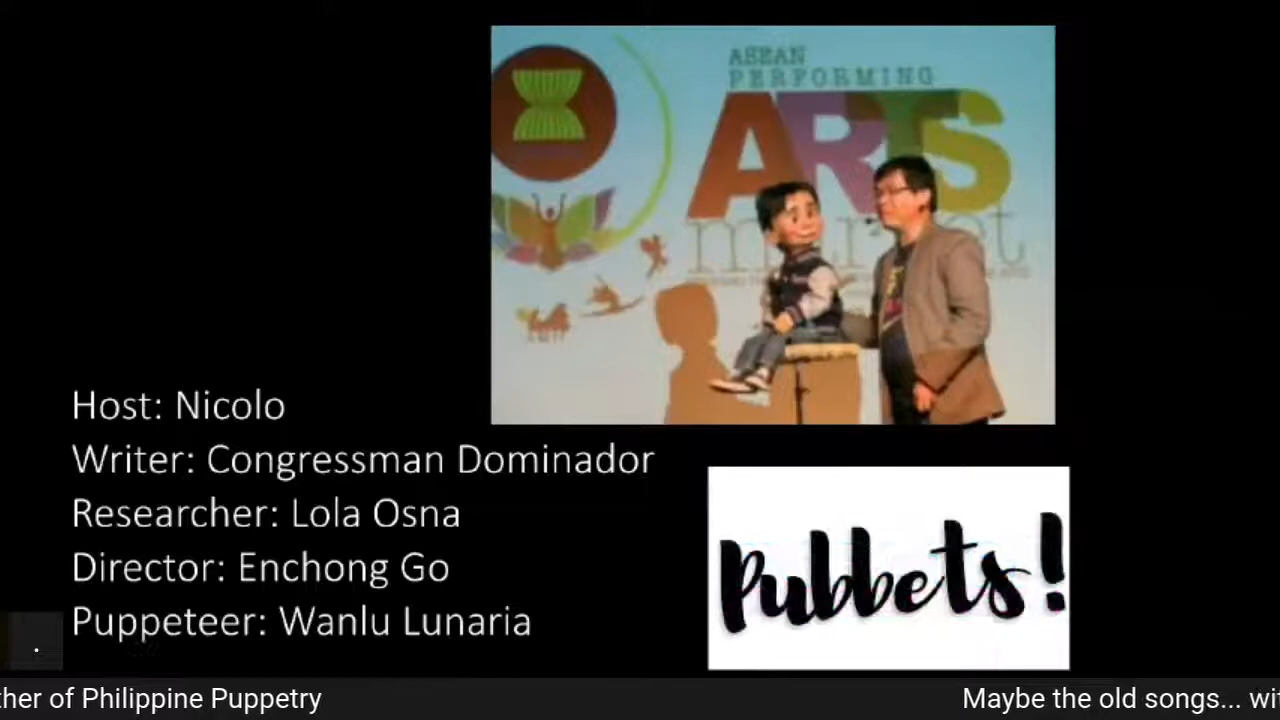 ASEAN
PERFORMING
ARTS
Host: Nicolo
Writer: Congressman Dominador
Researcher: Lola Osna
Director: Enchong Go
Puppeteer: Wanlu Lunaria
Pubbets!
ther of Philippine Puppetry
Maybe the old songs... wit